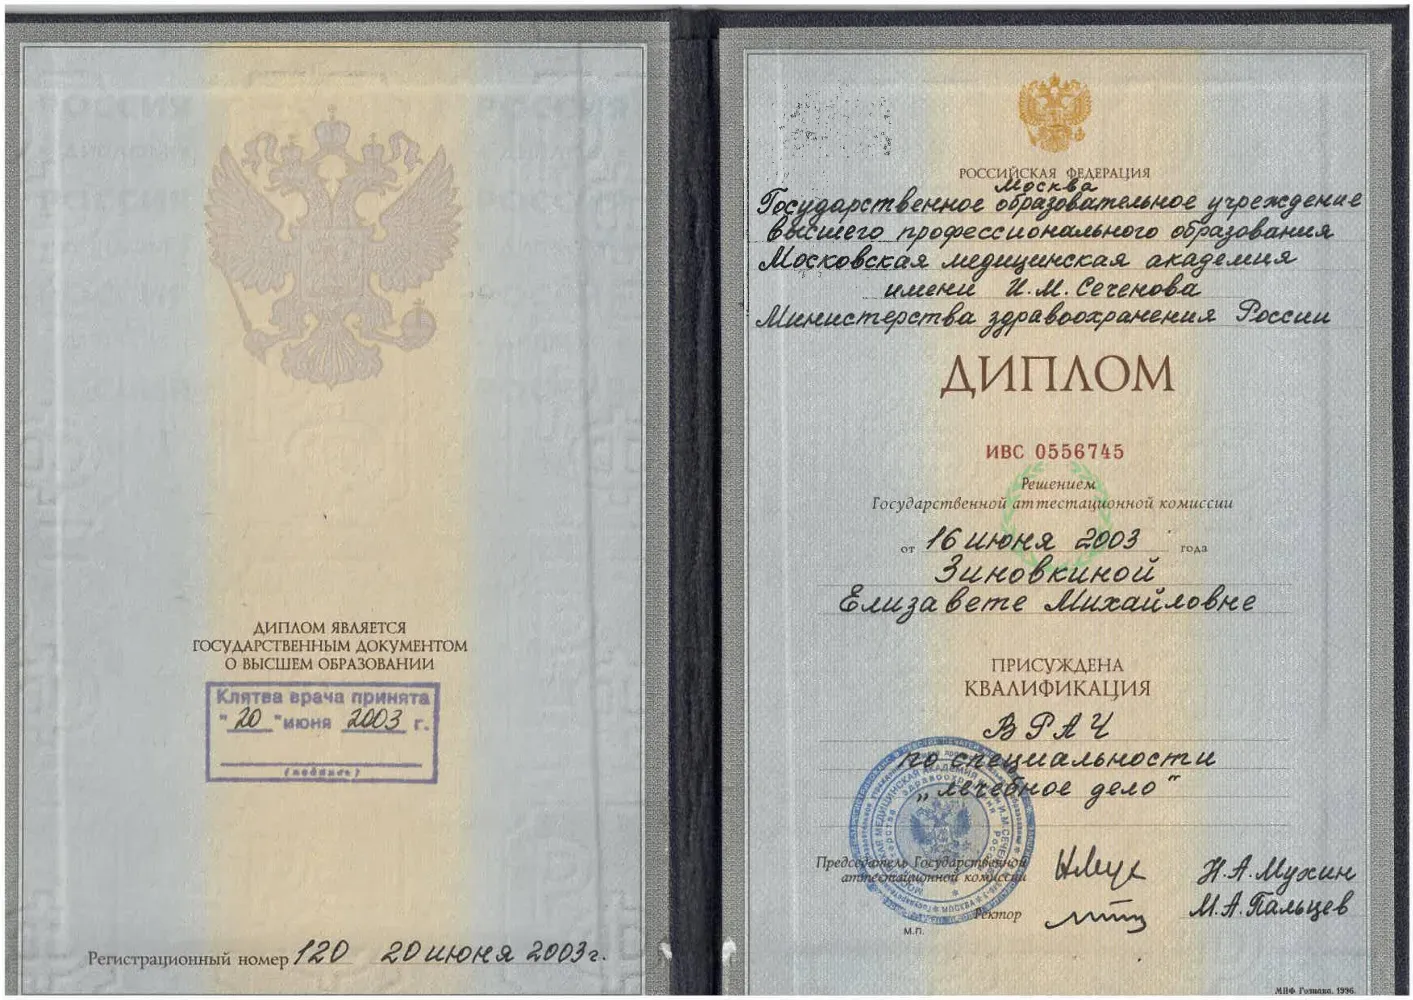 ДИПЛОМ ЯВЛЯЕТСЯ
ГОСУДАРСТВЕННЫМ ДОКУМЕНТОМ
О ВЫСШЕМ ОБРАЗОВАНИИ
Клятва врача принята
"20" июня 2003 г.
(подпись)
Регистрационный номер 120 20 июня 2003г.
РОССИЙСКАЯ ФЕДЕРАЦИЯ
Москва
Государственное образовательное учреждение
высшего профессионального образования
Московская медицинская академия
имени И.М. Сеченова
Министерства здравоохранения России
ДИПЛОМ
ИВС 0556745
Решением
Государственной аттестационной комиссии
от 16 июня 2003 года
Зиновкиной
Елизавете Михайловне
ПРИСУЖДЕНА
КВАЛИФИКАЦИЯ
ВРАЧ
по специальности
„лечебное дело"
Председатель Государственной
аттестационной комиссии
Н.А.Мухин
Ректор
М.А.Пальцев
М.П.
МПФ Гознака. 1996.